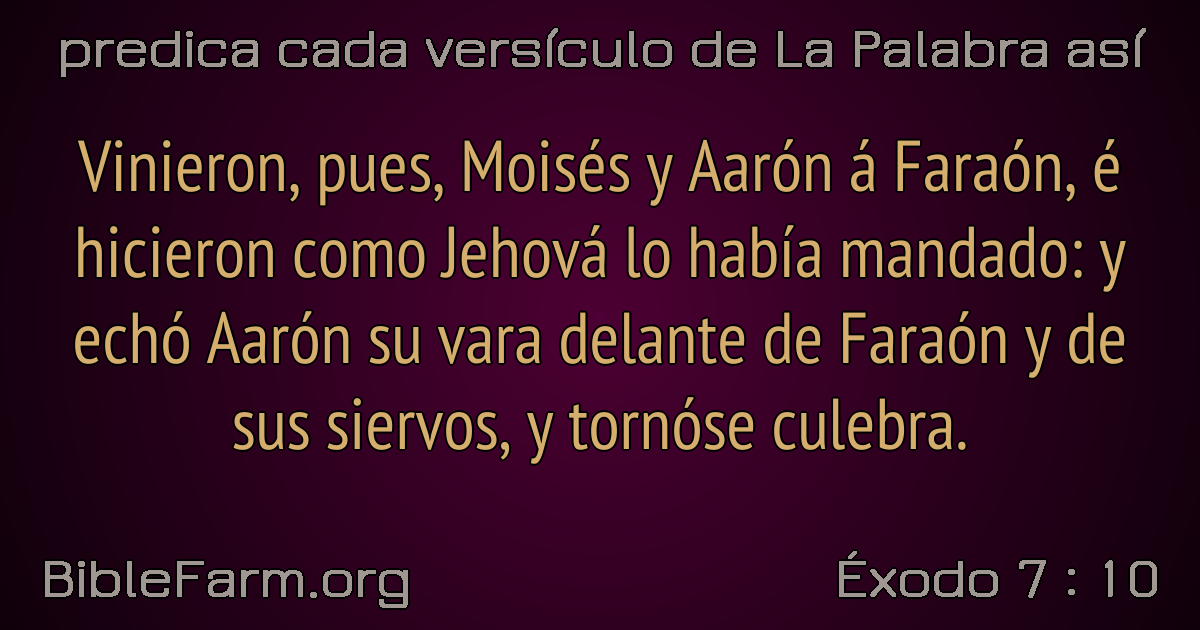 predica cada versículo de La Palabra así
Vinieron, pues, Moisés y Aarón á Faraón, é
hicieron como Jehová lo había mandado: y
echó Aarón su vara delante de Faraón y de
sus siervos, y tornóse culebra.
BibleFarm.org
Éxodo 7 : 10